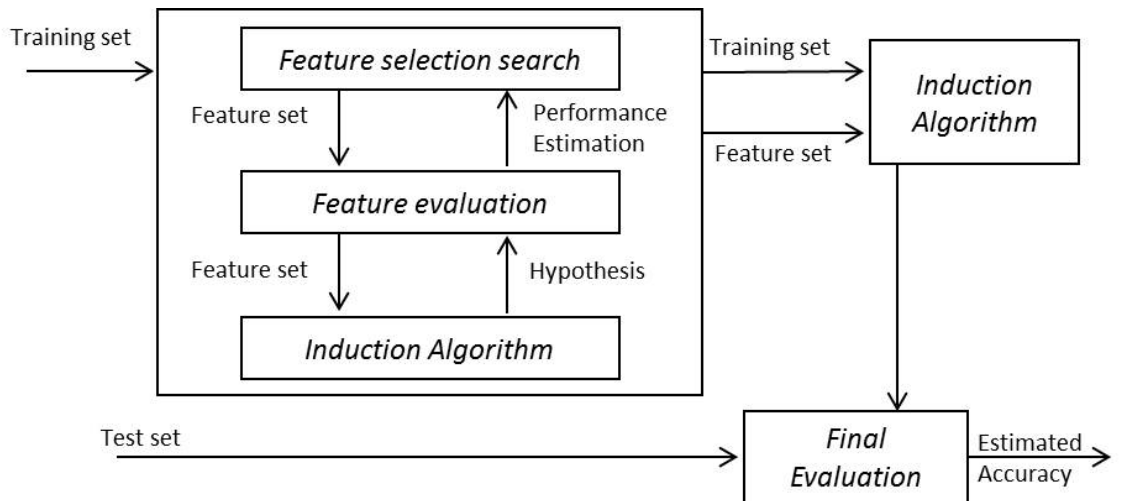 Training set
Feature selection search
Feature set
Performance
Estimation
Feature evaluation
Feature set
Hypothesis
Induction Algorithm
Training set
Feature set
Induction
Algorithm
Test set
Final
Evaluation
Estimated
Accuracy